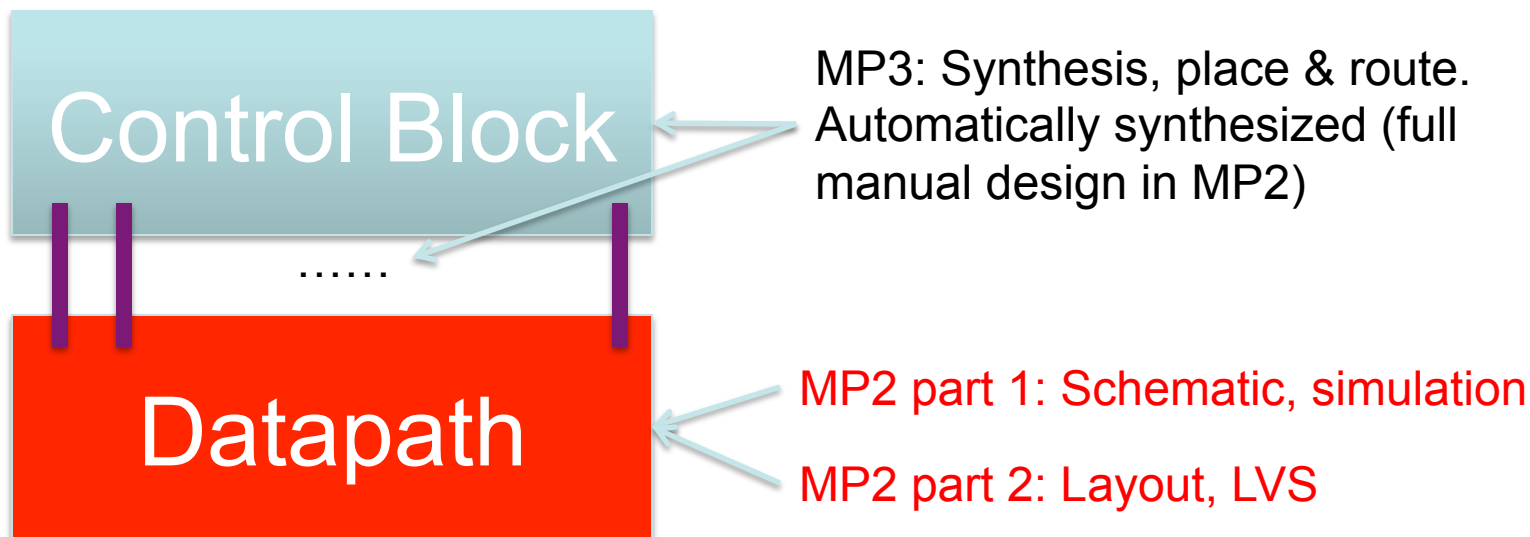 Control Block
MP3: Synthesis, place & route.
Automatically synthesized (full
manual design in MP2)
......
Datapath
MP2 part 1: Schematic, simulation
MP2 part 2: Layout, LVS